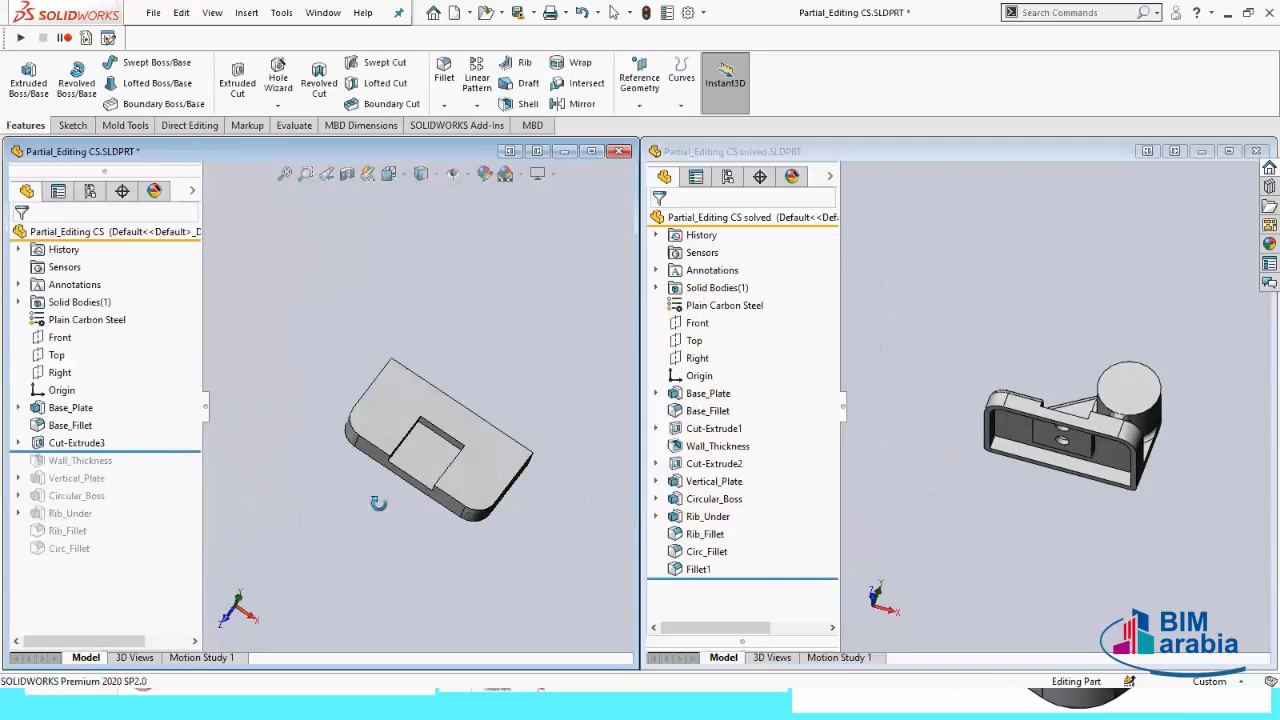 SOLIDWORKS File Edit View Insert Tools Window Help Partial_Editing CS.SLDPRT * Search Commands
Extruded Boss/Base
Revolved Boss/Base
Swept Boss/Base
Lofted Boss/Base
Boundary Boss/Base
Extruded Cut
Hole Wizard
Revolved Cut
Swept Cut
Lofted Cut
Boundary Cut
Fillet
Linear Pattern
Rib
Draft
Shell
Wrap
Intersect
Mirror
Reference Geometry
Curves
Instant3D
Features Sketch Mold Tools Direct Editing Markup Evaluate MBD Dimensions SOLIDWORKS Add-Ins MBD
Partial_Editing CS.SLDPRT *
Partial_Editing CS (Default<<Default>_D
History
Sensors
Annotations
Solid Bodies(1)
Plain Carbon Steel
Front
Top
Right
Origin
Base_Plate
Base_Fillet
Cut-Extrude3
Wall_Thickness
Vertical_Plate
Circular_Boss
Rib_Under
Rib_Fillet
Circ_Fillet
Y
X
Z
Model 3D Views Motion Study 1
Partial_Editing CS solved.SLDPRT
Partial_Editing CS solved (Default<<Def
History
Sensors
Annotations
Solid Bodies(1)
Plain Carbon Steel
Front
Top
Right
Origin
Base_Plate
Base_Fillet
Cut-Extrude1
Wall_Thickness
Cut-Extrude2
Vertical_Plate
Circular_Boss
Rib_Under
Rib_Fillet
Circ_Fillet
Fillet1
Y
Z
X
Model 3D Views Motion Study 1
BIM
arabia
SOLIDWORKS Premium 2020 SP2.0 Editing Part Custom